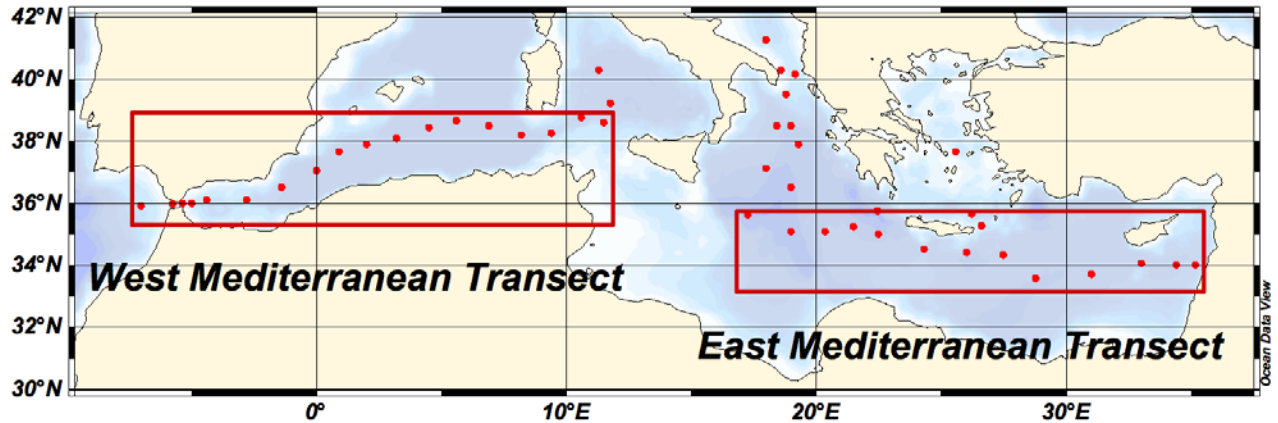 42°N
40°N
38°N
36°N
34°N
32°N
30°N
West Mediterranean Transect
East Mediterranean Transect
0°
10°E
20°E
30°E
Ocean Data View